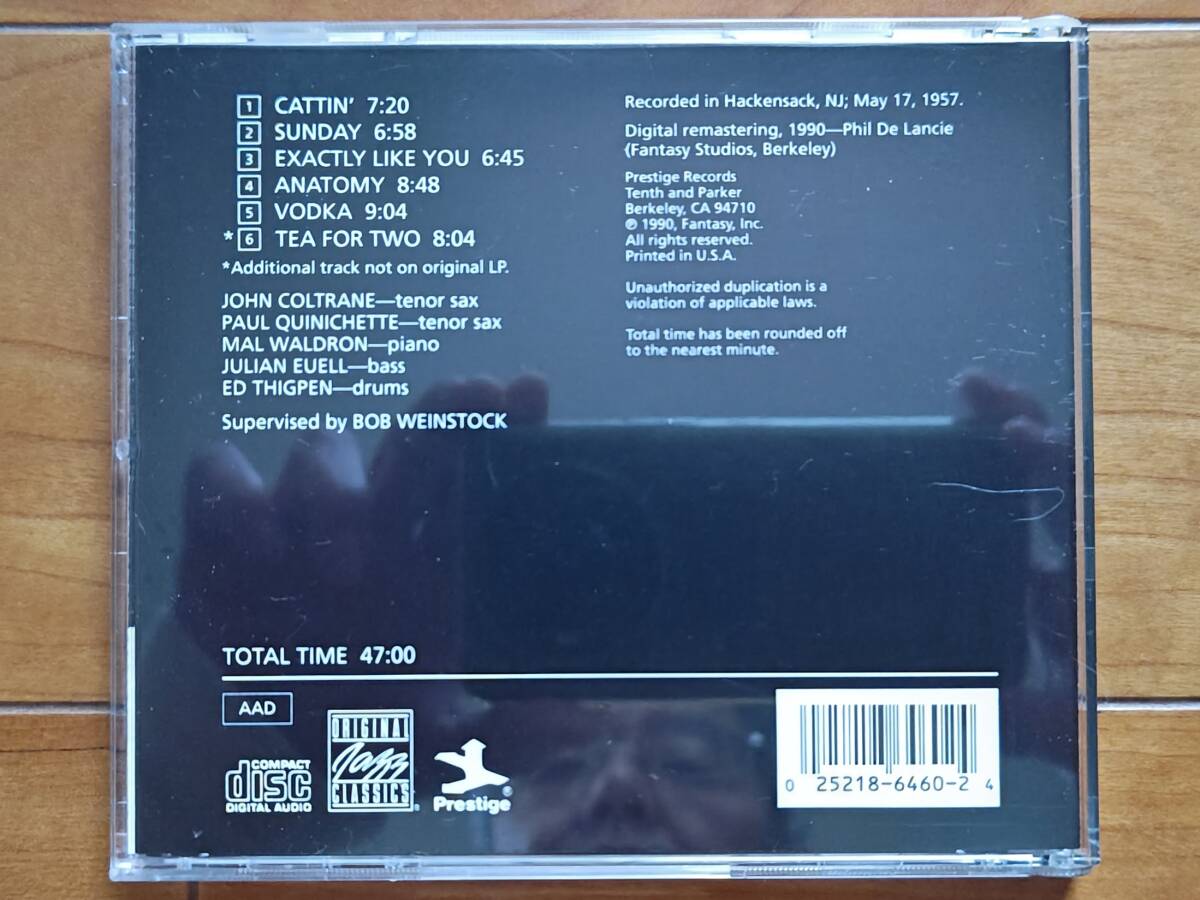 1 CATTIN' 7:20
2 SUNDAY 6:58
3 EXACTLY LIKE YOU 6:45
4 ANATOMY 8:48
5 VODKA 9:04
*6 TEA FOR TWO 8:04
*Additional track not on original LP.
JOHN COLTRANE—tenor sax
PAUL QUINICHETTE—tenor sax
MAL WALDRON—piano
JULIAN EUELL—bass
ED THIGPEN—drums
Supervised by BOB WEINSTOCK
Recorded in Hackensack, NJ; May 17, 1957.
Digital remastering, 1990—Phil De Lancie
(Fantasy Studios, Berkeley)
Prestige Records
Tenth and Parker
Berkeley, CA 94710
℗ 1990, Fantasy, Inc.
All rights reserved.
Printed in U.S.A.
Unauthorized duplication is a
violation of applicable laws.
Total time has been rounded off
to the nearest minute.
TOTAL TIME 47:00
AAD
COMPACT
disc
DIGITAL AUDIO
ORIGINAL
Jazz
CLASSICS®
Prestige®
0 25218-6460-2 4